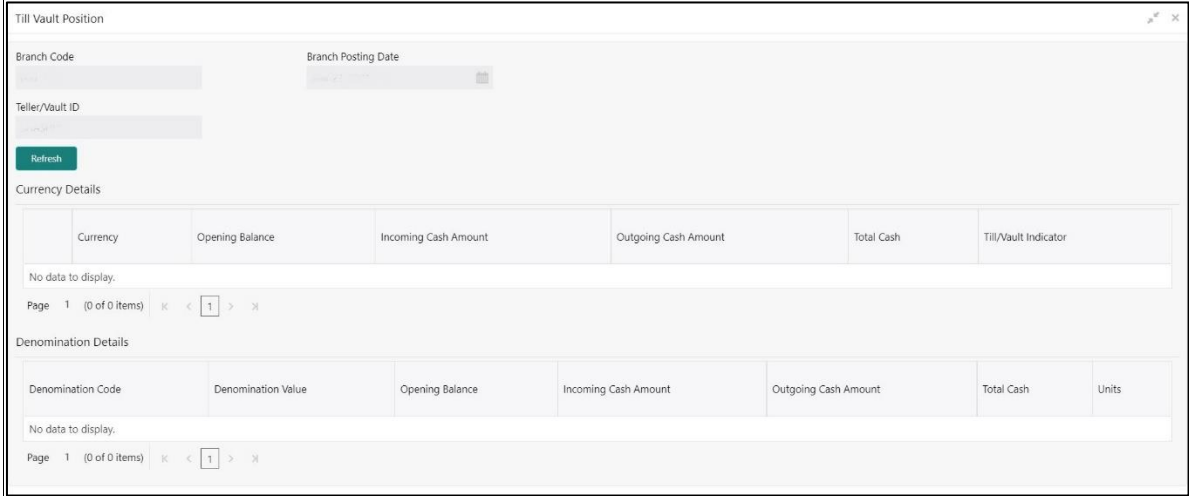 Till Vault Position
Branch Code Branch Posting Date
Teller/Vault ID
Refresh
Currency Details
Currency Opening Balance Incoming Cash Amount Outgoing Cash Amount Total Cash Till/Vault Indicator
No data to display.
Page 1 (0 of 0 items) 1
Denomination Details
Denomination Code Denomination Value Opening Balance Incoming Cash Amount Outgoing Cash Amount Total Cash Units
No data to display.
Page 1 (0 of 0 items) 1